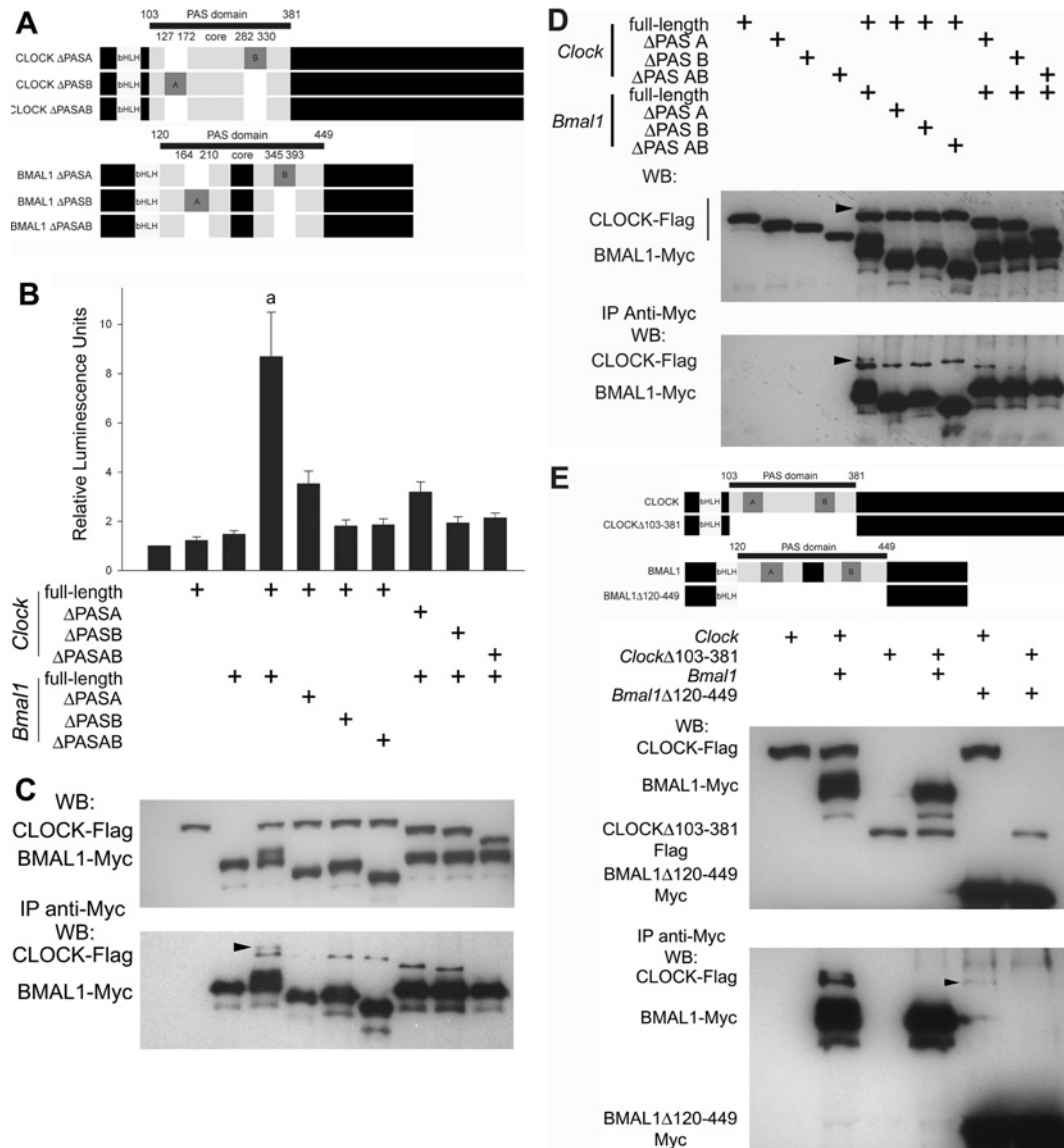 A
103 PAS domain 381
127 172 core 282 330
CLOCK ΔPASA bHLH B
CLOCK ΔPASB bHLH A
CLOCK ΔPASAB bHLH
120 PAS domain 449
164 210 core 345 393
BMAL1 ΔPASA bHLH B
BMAL1 ΔPASB bHLH A
BMAL1 ΔPASAB bHLH
B
Relative Luminescence Units
10
8
6
4
2
0
a
Clock
full-length + + + + +
ΔPASA +
ΔPASB +
ΔPASAB +
Bmal1
full-length + + + + +
ΔPASA +
ΔPASB +
ΔPASAB +
C
WB:
CLOCK-Flag
BMAL1-Myc
IP anti-Myc
WB:
CLOCK-Flag
BMAL1-Myc
D
Clock
full-length + + + + +
ΔPAS A + +
ΔPAS B + +
ΔPAS AB + +
Bmal1
full-length + + + +
ΔPAS A +
ΔPAS B +
ΔPAS AB +
WB:
CLOCK-Flag
BMAL1-Myc
IP Anti-Myc
WB:
CLOCK-Flag
BMAL1-Myc
E
103 PAS domain 381
CLOCK bHLH A B
CLOCKΔ103-381 bHLH
120 PAS domain 449
BMAL1 bHLH A B
BMAL1Δ120-449 bHLH
Clock + + +
ClockΔ103-381 + + +
Bmal1 + +
Bmal1Δ120-449 + +
WB:
CLOCK-Flag
BMAL1-Myc
CLOCKΔ103-381
Flag
BMAL1Δ120-449
Myc
IP anti-Myc
WB:
CLOCK-Flag
BMAL1-Myc
BMAL1Δ120-449
Myc